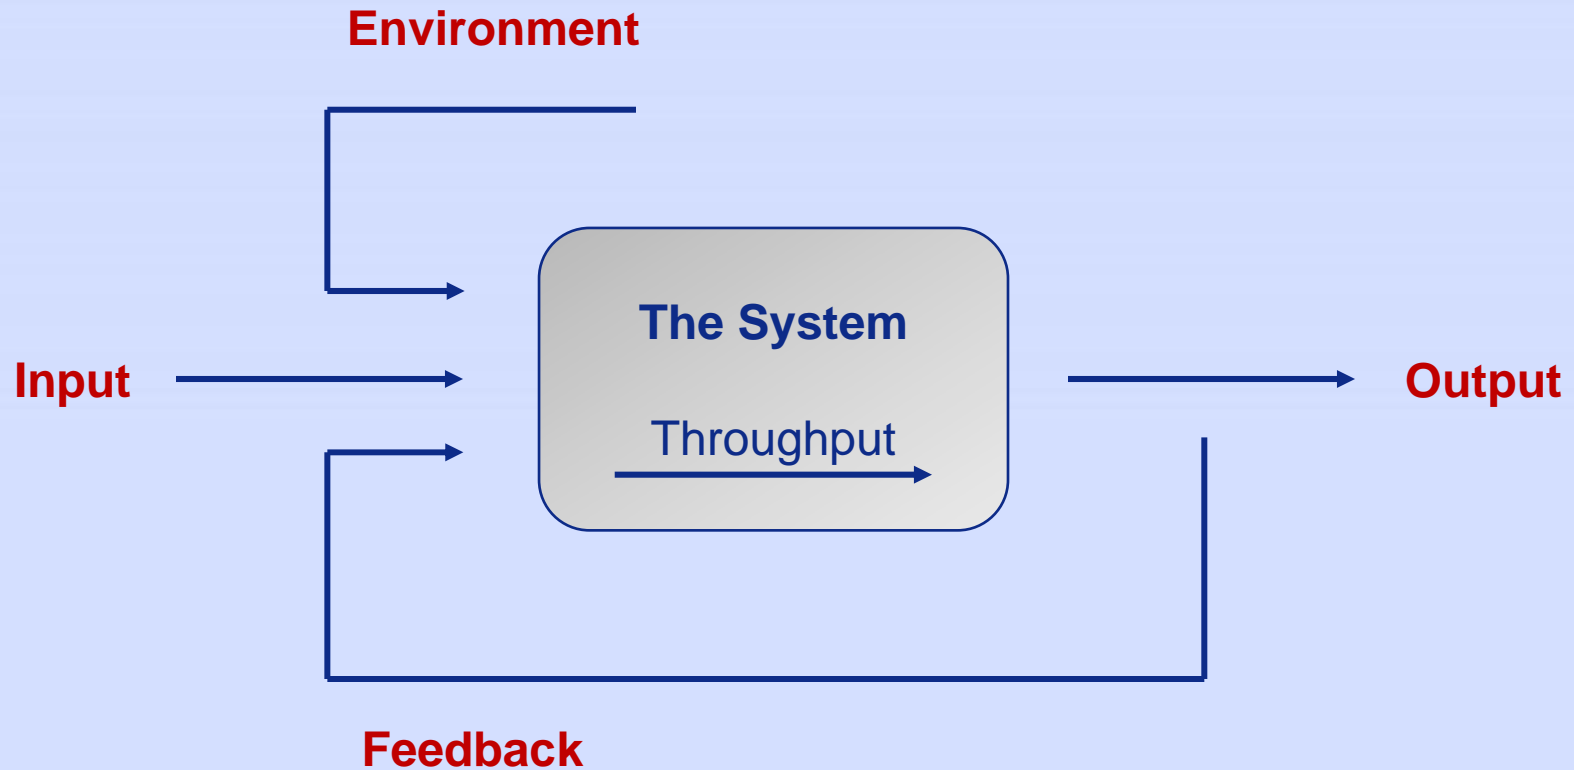 Environment
The System
Input
Output
Throughput
Feedback